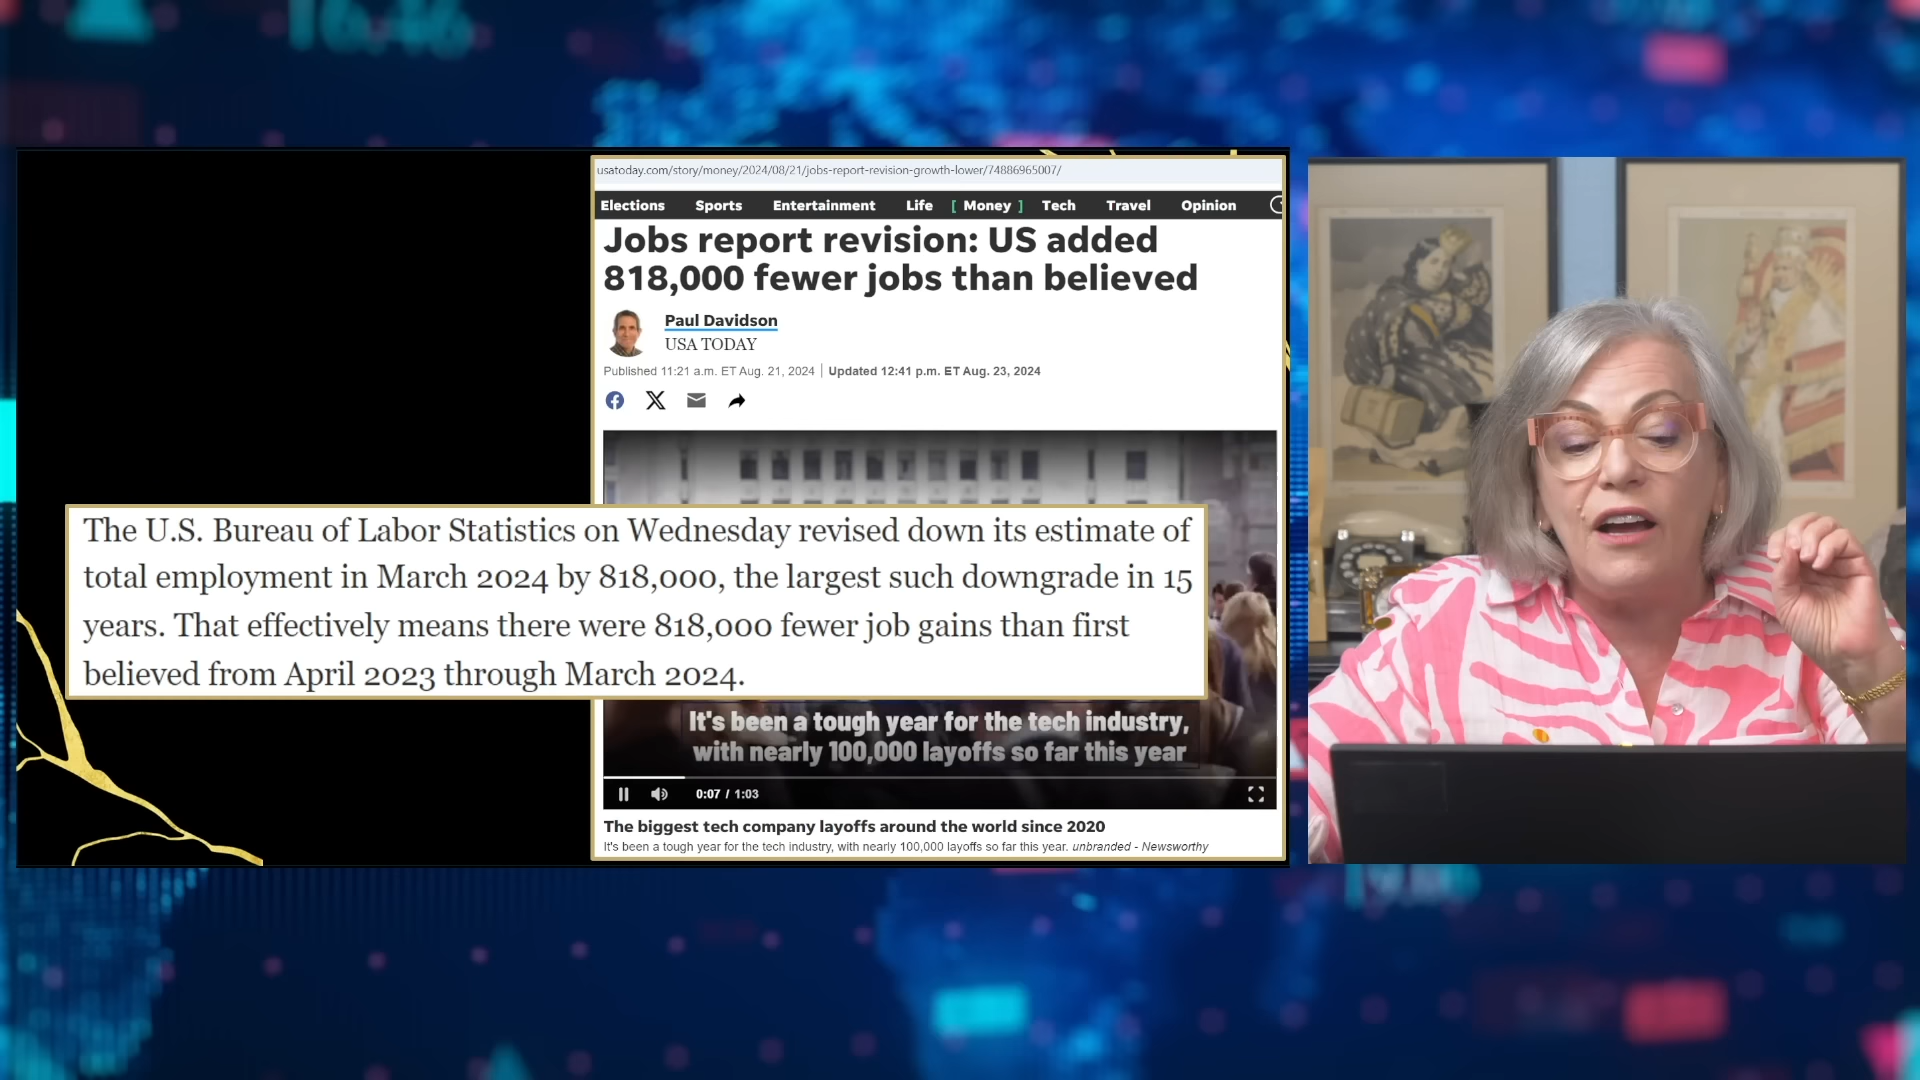 16.46
usatoday.com/story/money/2024/08/21/jobs-report-revision-growth-lower/74886965007/
Elections Sports Entertainment Life [ Money ] Tech Travel Opinion
Jobs report revision: US added
818,000 fewer jobs than believed
Paul Davidson
USA TODAY
Published 11:21 a.m. ET Aug. 21, 2024 | Updated 12:41 p.m. ET Aug. 23, 2024
The U.S. Bureau of Labor Statistics on Wednesday revised down its estimate of
total employment in March 2024 by 818,000, the largest such downgrade in 15
years. That effectively means there were 818,000 fewer job gains than first
believed from April 2023 through March 2024.
It's been a tough year for the tech industry,
with nearly 100,000 layoffs so far this year
0:07 / 1:03
The biggest tech company layoffs around the world since 2020
It's been a tough year for the tech industry, with nearly 100,000 layoffs so far this year. unbranded - Newsworthy